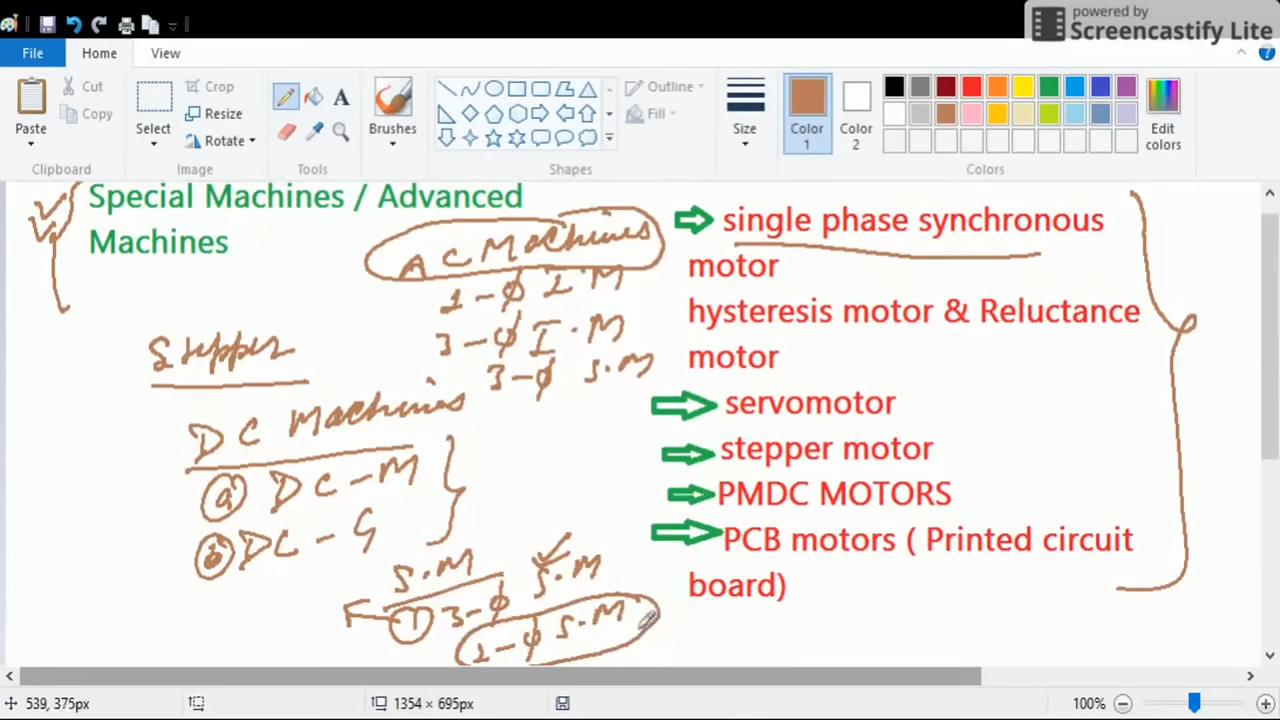 powered by
Screencastify Lite
File Home View
Cut
Copy
Paste
Clipboard
Crop
Resize
Rotate
Select
Image
Tools
Brushes
Outline
Fill
Shapes
Size
Color 1
Color 2
Edit colors
Colors
Special Machines / Advanced
Machines
AC Machines
1-φ I.M
3-φ I.M
3-φ S.M
Stepper
DC Machines
a DC-M
b DC-G
S.M
1 3-φ S.M
1-φ S.M
single phase synchronous
motor
hysteresis motor & Reluctance
motor
servomotor
stepper motor
PMDC MOTORS
PCB motors ( Printed circuit
board)
539, 375px
1354 × 695px
100%